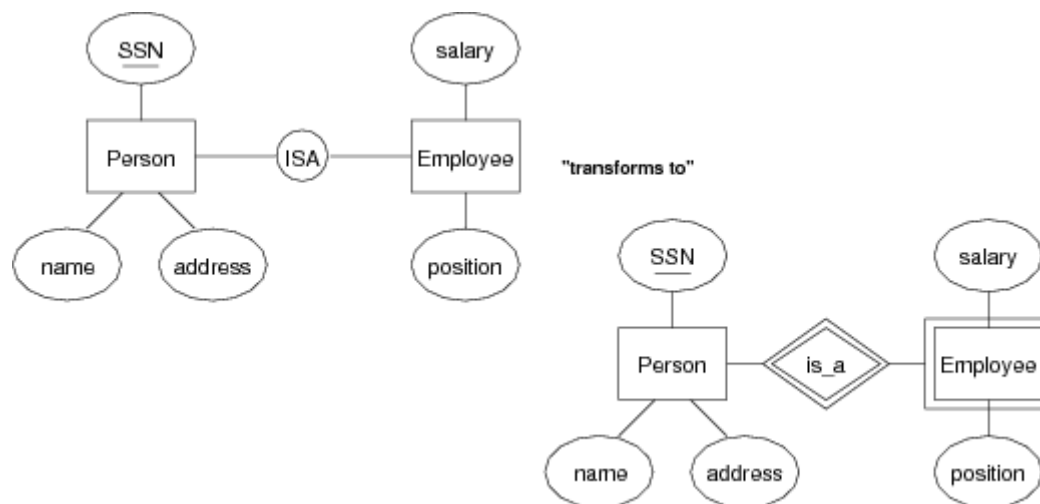 SSN
salary
Person
ISA
Employee
name
address
position
"transforms to"
SSN
salary
Person
is_a
Employee
name
address
position